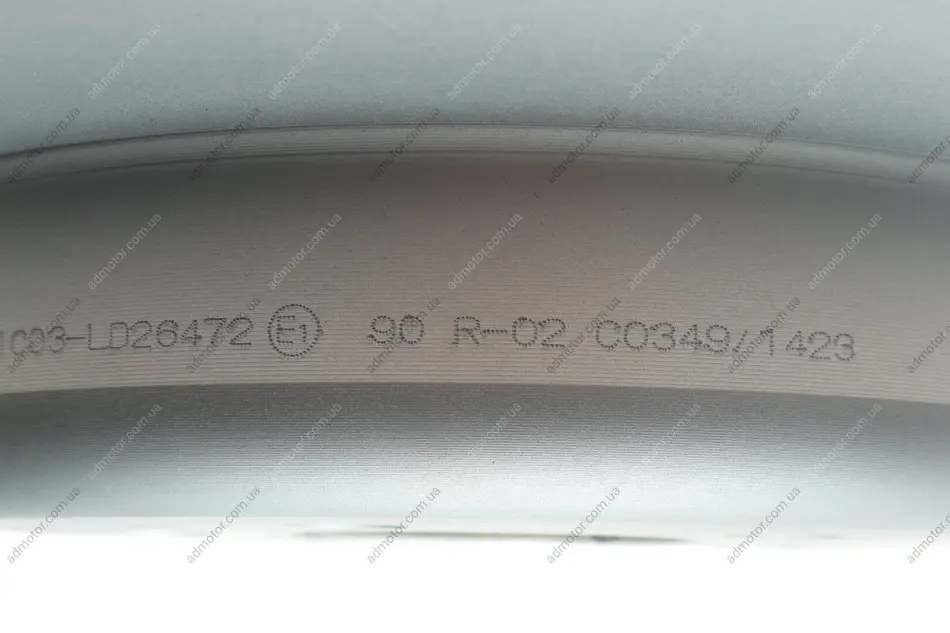 1C03-LD26472 E1 90 R-02 C0349/1423
admotor.com.ua